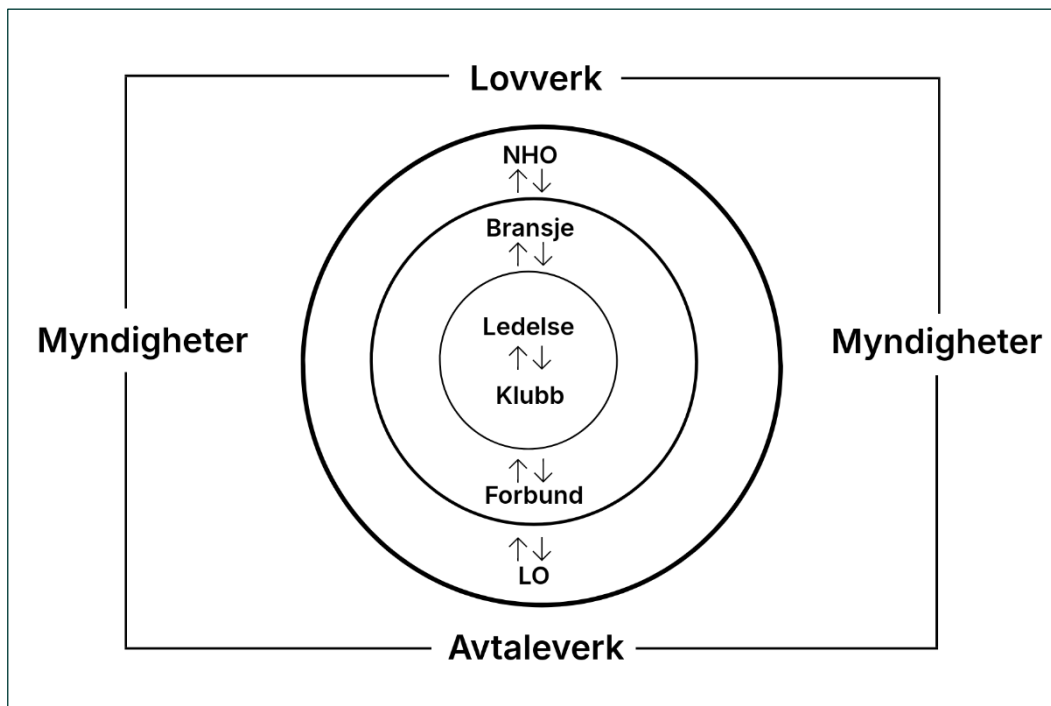 Lovverk
NHO
Bransje
Ledelse
Myndigheter
Myndigheter
Klubb
Forbund
LO
Avtaleverk